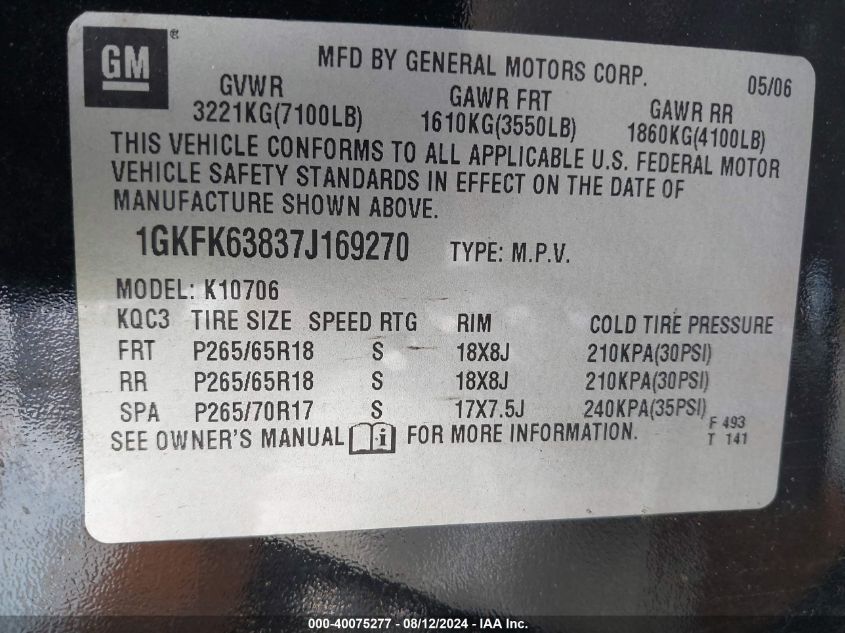 GM ®
MFD BY GENERAL MOTORS CORP. 05/06
GVWR GAWR FRT GAWR RR
3221KG(7100LB) 1610KG(3550LB) 1860KG(4100LB)
THIS VEHICLE CONFORMS TO ALL APPLICABLE U.S. FEDERAL MOTOR
VEHICLE SAFETY STANDARDS IN EFFECT ON THE DATE OF
MANUFACTURE SHOWN ABOVE.
1GKFK63837J169270 TYPE: M.P.V.
MODEL: K10706
KQC3 TIRE SIZE SPEED RTG RIM COLD TIRE PRESSURE
FRT P265/65R18 S 18X8J 210KPA(30PSI)
RR P265/65R18 S 18X8J 210KPA(30PSI)
SPA P265/70R17 S 17X7.5J 240KPA(35PSI)
SEE OWNER'S MANUAL i FOR MORE INFORMATION.
F 493
T 141
000-40075277 - 08/12/2024 - IAA Inc.